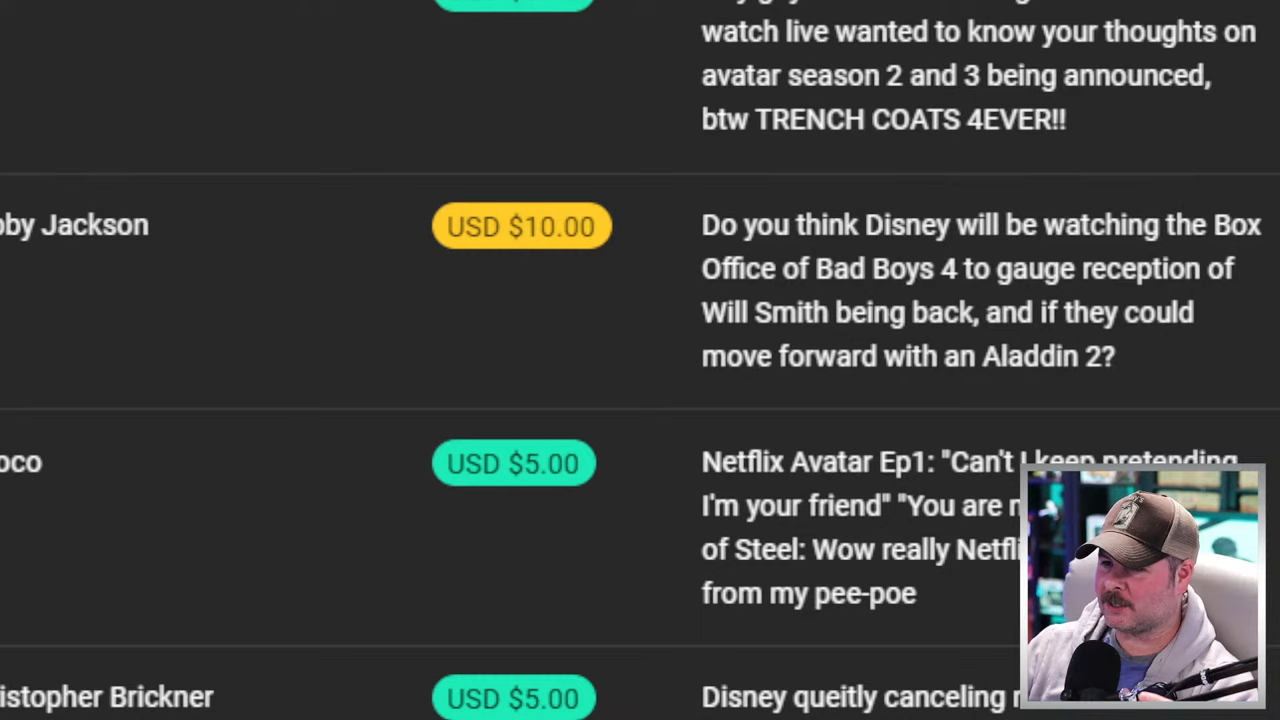 watch live wanted to know your thoughts on
avatar season 2 and 3 being announced,
btw TRENCH COATS 4EVER!!
Jackson
USD $10.00
Do you think Disney will be watching the Box
Office of Bad Boys 4 to gauge reception of
Will Smith being back, and if they could
move forward with an Aladdin 2?
USD $5.00
Netflix Avatar Ep1: "Can't I keep pretending
I'm your friend" "You are
of Steel: Wow really
from my pee-poe
Brickner
USD $5.00
Disney queitly canceling